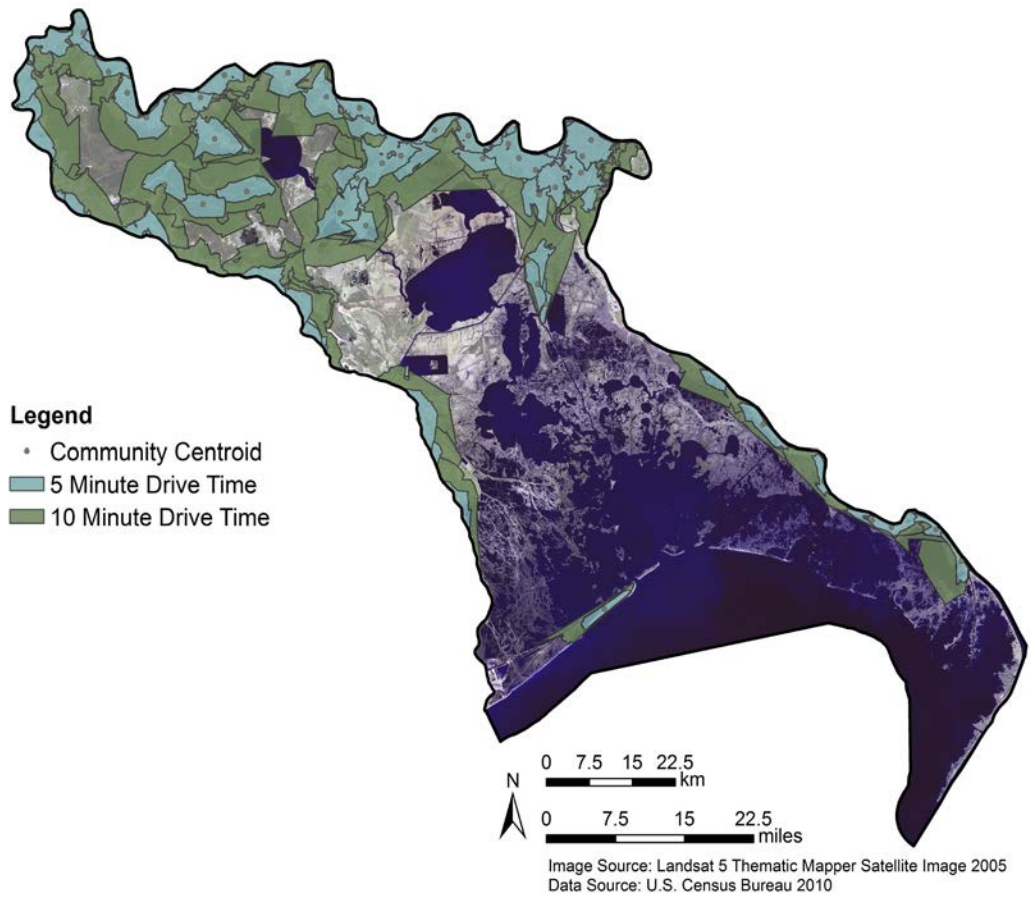 Legend
Community Centroid
5 Minute Drive Time
10 Minute Drive Time
N
0 7.5 15 22.5
km
0 7.5 15 22.5
miles
Image Source: Landsat 5 Thematic Mapper Satellite Image 2005
Data Source: U.S. Census Bureau 2010